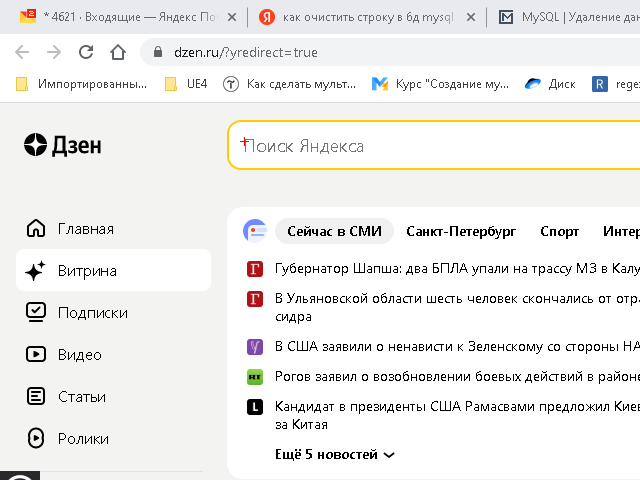 * 4621 · Входящие — Яндекс По
как очистить строку в бд mysql
MySQL | Удаление дан
dzen.ru/?yredirect=true
Импортированны...
UE4
Как сделать мульт...
Курс "Создание му...
Диск
rege
Дзен
Поиск Яндекса
Главная
Витрина
Подписки
Видео
Статьи
Ролики
Сейчас в СМИ
Санкт-Петербург
Спорт
Интер
Губернатор Шапша: два БПЛА упали на трассу М3 в Калу
В Ульяновской области шесть человек скончались от отра
сидра
В США заявили о ненависти к Зеленскому со стороны НА
Рогов заявил о возобновлении боевых действий в районе
Кандидат в президенты США Рамасвами предложил Киев
за Китая
Ещё 5 новостей